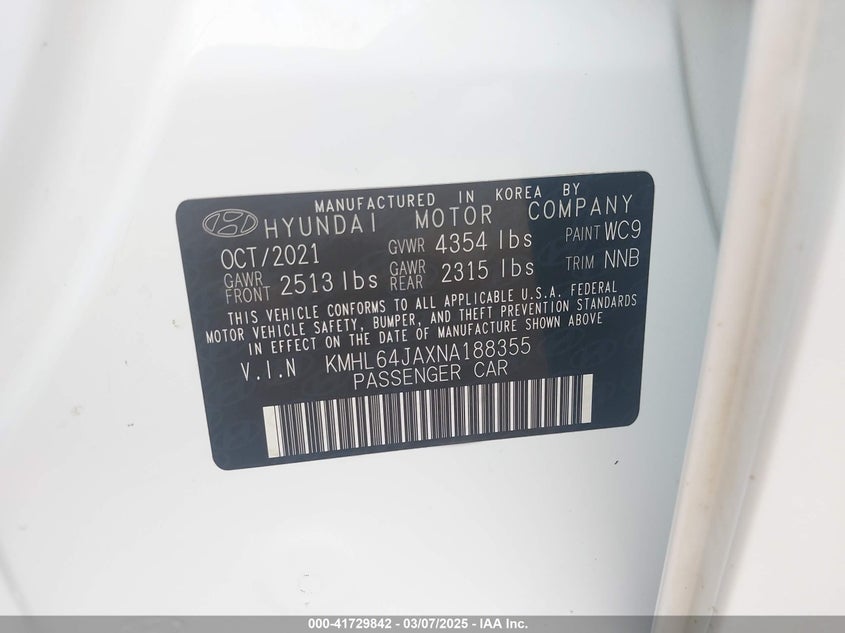 MANUFACTURED IN KOREA BY
HYUNDAI MOTOR COMPANY
OCT/2021 GVWR 4354 lbs PAINT WC9
GAWR FRONT 2513 lbs GAWR REAR 2315 lbs TRIM NNB
THIS VEHICLE CONFORMS TO ALL APPLICABLE U.S.A. FEDERAL
MOTOR VEHICLE SAFETY, BUMPER, AND THEFT PREVENTION STANDARDS
IN EFFECT ON THE DATE OF MANUFACTURE SHOWN ABOVE
V.I.N KMHL64JAXNA188355
PASSENGER CAR
000-41729842 - 03/07/2025 - IAA Inc.